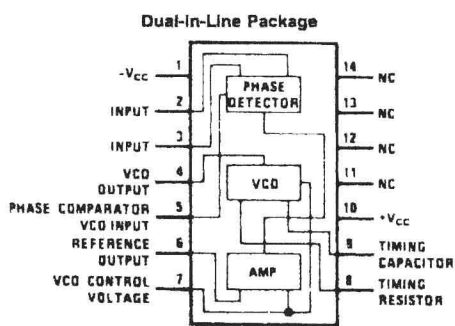 Dual-In-Line Package
1
-VCC
2
INPUT
3
INPUT
4
VCO
OUTPUT
5
PHASE COMPARATOR
VCO INPUT
6
REFERENCE
OUTPUT
7
VCO CONTROL
VOLTAGE
PHASE
DETECTOR
VCO
AMP
14
NC
13
NC
12
NC
11
NC
10
+VCC
9
TIMING
CAPACITOR
8
TIMING
RESISTOR